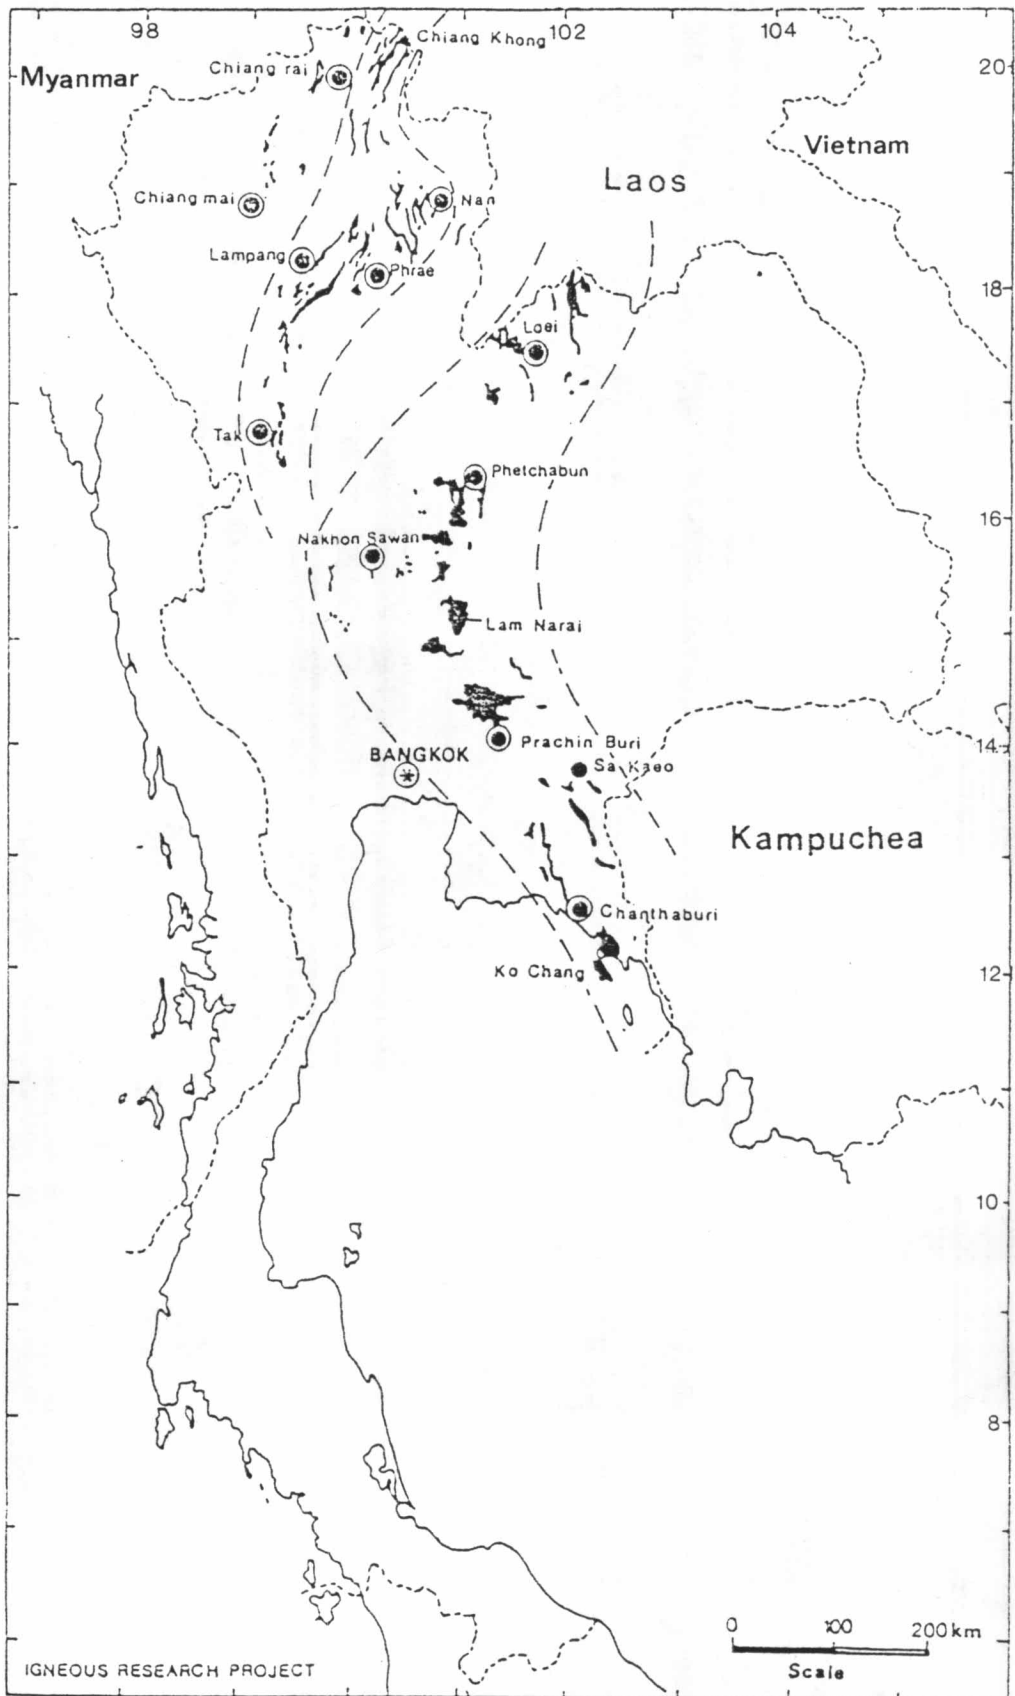 98 102 104
Chiang Khong
Chiang rai
Myanmar
20
Vietnam
Laos
Chiang mai
Nan
Lampang
Phrae
18
Loei
Tak
Phetchabun
16
Nakhon Sawan
Lam Narai
Prachin Buri
14
BANGKOK
Sa Kaeo
Kampuchea
Chanthaburi
Ko Chang
12
10
8
0 100 200 km
Scale
IGNEOUS RESEARCH PROJECT